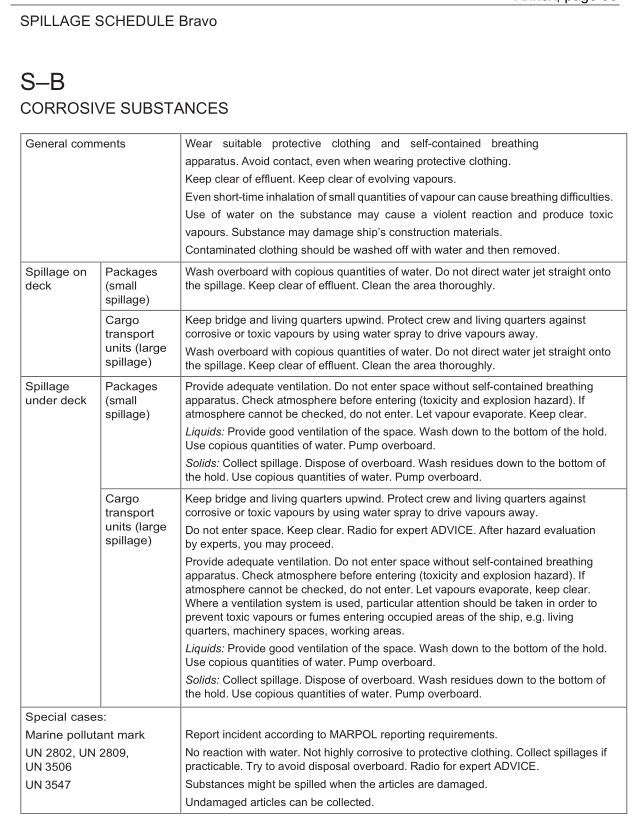 SPILLAGE SCHEDULE Bravo
S–B
CORROSIVE SUBSTANCES
General comments
Wear suitable protective clothing and self-contained breathing
apparatus. Avoid contact, even when wearing protective clothing.
Keep clear of effluent. Keep clear of evolving vapours.
Even short-time inhalation of small quantities of vapour can cause breathing difficulties.
Use of water on the substance may cause a violent reaction and produce toxic
vapours. Substance may damage ship's construction materials.
Contaminated clothing should be washed off with water and then removed.
Spillage on
deck
Packages
(small
spillage)
Wash overboard with copious quantities of water. Do not direct water jet straight onto
the spillage. Keep clear of effluent. Clean the area thoroughly.
Cargo
transport
units (large
spillage)
Keep bridge and living quarters upwind. Protect crew and living quarters against
corrosive or toxic vapours by using water spray to drive vapours away.
Wash overboard with copious quantities of water. Do not direct water jet straight onto
the spillage. Keep clear of effluent. Clean the area thoroughly.
Spillage
under deck
Packages
(small
spillage)
Provide adequate ventilation. Do not enter space without self-contained breathing
apparatus. Check atmosphere before entering (toxicity and explosion hazard). If
atmosphere cannot be checked, do not enter. Let vapour evaporate. Keep clear.
Liquids: Provide good ventilation of the space. Wash down to the bottom of the hold.
Use copious quantities of water. Pump overboard.
Solids: Collect spillage. Dispose of overboard. Wash residues down to the bottom of
the hold. Use copious quantities of water. Pump overboard.
Cargo
transport
units (large
spillage)
Keep bridge and living quarters upwind. Protect crew and living quarters against
corrosive or toxic vapours by using water spray to drive vapours away.
Do not enter space. Keep clear. Radio for expert ADVICE. After hazard evaluation
by experts, you may proceed.
Provide adequate ventilation. Do not enter space without self-contained breathing
apparatus. Check atmosphere before entering (toxicity and explosion hazard). If
atmosphere cannot be checked, do not enter. Let vapours evaporate, keep clear.
Where a ventilation system is used, particular attention should be taken in order to
prevent toxic vapours or fumes entering occupied areas of the ship, e.g. living
quarters, machinery spaces, working areas.
Liquids: Provide good ventilation of the space. Wash down to the bottom of the hold.
Use copious quantities of water. Pump overboard.
Solids: Collect spillage. Dispose of overboard. Wash residues down to the bottom of
the hold. Use copious quantities of water. Pump overboard.
Special cases:
Marine pollutant mark
Report incident according to MARPOL reporting requirements.
UN 2802, UN 2809,
UN 3506
No reaction with water. Not highly corrosive to protective clothing. Collect spillages if
practicable. Try to avoid disposal overboard. Radio for expert ADVICE.
UN 3547
Substances might be spilled when the articles are damaged.
Undamaged articles can be collected.